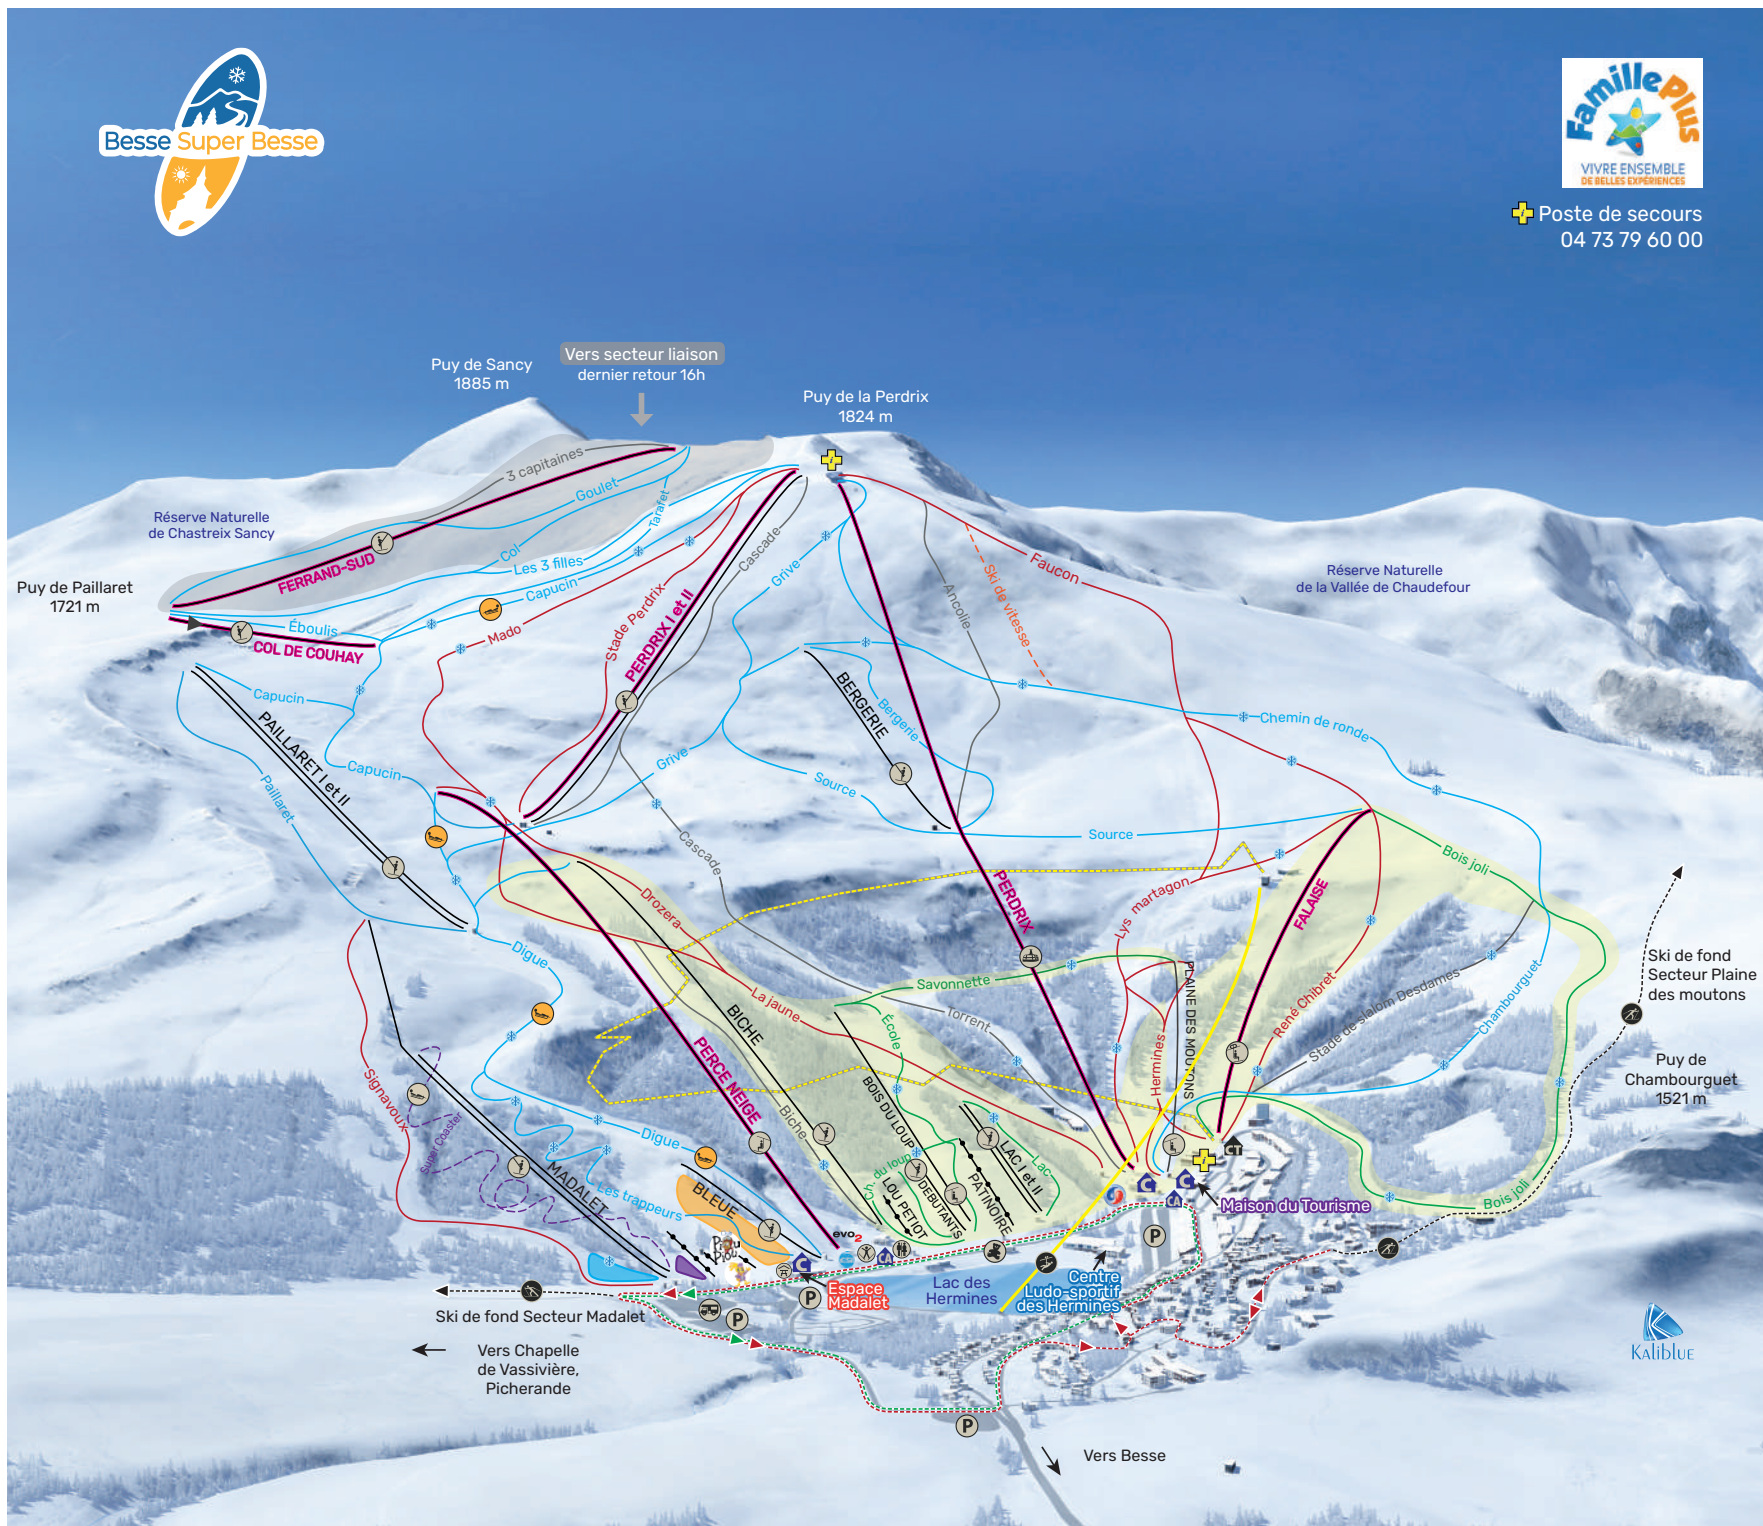 Besse Super Besse
Famille Plus
VIVRE ENSEMBLE
DE BELLES EXPÉRIENCES
Poste de secours
04 73 79 60 00
Puy de Sancy
1885 m
Vers secteur liaison
dernier retour 16h
Puy de la Perdrix
1824 m
Réserve Naturelle
de Chastreix Sancy
Puy de Paillaret
1721 m
Réserve Naturelle
de la Vallée de Chaudefour
3 capitaines
Goulet
Tarafet
Col
Les 3 filles
Capucin
FERRAND-SUD
Éboulis
COL DE COUHAY
Mado
Stade Perdrix
PERDRIX I et II
Cascade
Grive
Ancolie
Ski de vitesse
Faucon
Capucin
PAILLARET I et II
Paillaret
Capucin
Grive
BERGERIE
Bergerie
Source
Source
Chemin de ronde
Cascade
Bois joli
PERDRIX
Lys martagon
FALAISE
Drozera
Digue
La jaune
Savonnette
École
Torrent
PLAINE DES MOUTONS
René Chibret
Stade de slalom Desdames
Chambourguet
Ski de fond
Secteur Plaine
des moutons
Puy de
Chambourguet
1521 m
BICHE
PERCE NEIGE
Biche
BOIS DU LOUP
Hermines
Signavoux
Super Coaster
Digue
MADALET
Les trappeurs
BLEUE
Ch. du loup
LOU PETIOT
DEBUTANTS
PATINOIRE
LAC I et II
Lac
Bois joli
CT
C
C
CA
Maison du Tourisme
P
Piou
Piou
evo2
CA
C
Espace
Madalet
P
Lac des
Hermines
Centre
Ludo-sportif
des Hermines
Ski de fond Secteur Madalet
P
Vers Chapelle
de Vassivière,
Picherande
P
Vers Besse
KALIBLUE